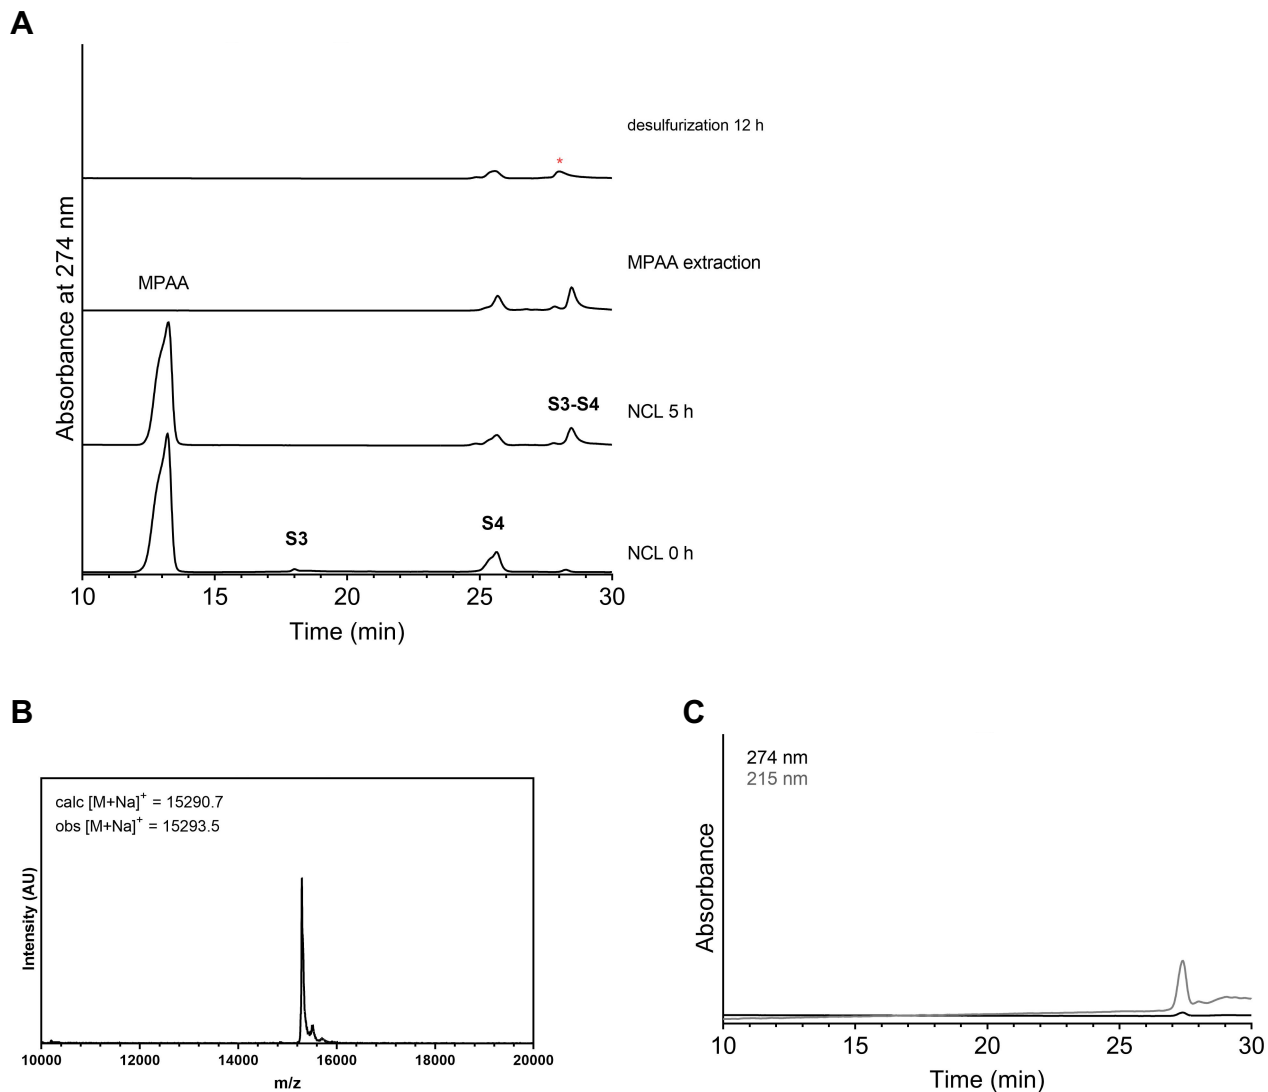 A
desulfurization 12 h
*
MPAA extraction
MPAA
S3-S4
NCL 5 h
S3
S4
NCL 0 h
Absorbance at 274 nm
10 15 20 25 30
Time (min)
B
calc [M+Na]+ = 15290.7
obs [M+Na]+ = 15293.5
Intensity (AU)
10000 12000 14000 16000 18000 20000
m/z
C
274 nm
215 nm
Absorbance
10 15 20 25 30
Time (min)